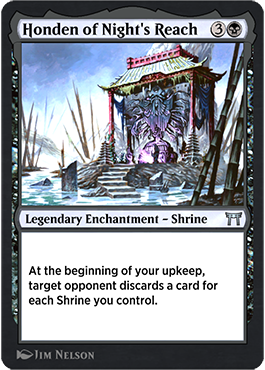 Honden of Night's Reach 3
Legendary Enchantment – Shrine
At the beginning of your upkeep,
target opponent discards a card for
each Shrine you control.
Jim Nelson